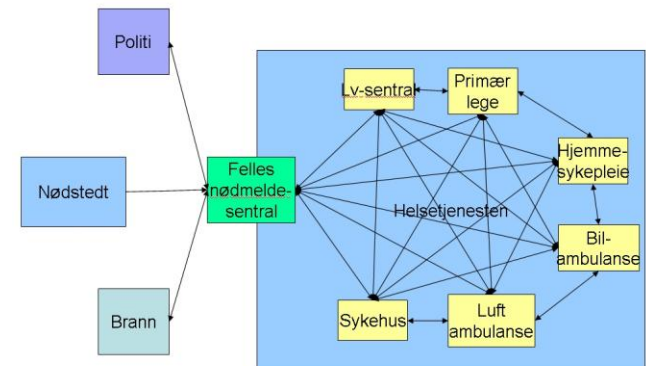 Politi
Nødstedt
Brann
Felles
nødmelde-
sentral
Lv-sentral
Primær
lege
Hjemme-
sykepleie
Helsetjenesten
Bil-
ambulanse
Sykehus
Luft
ambulanse